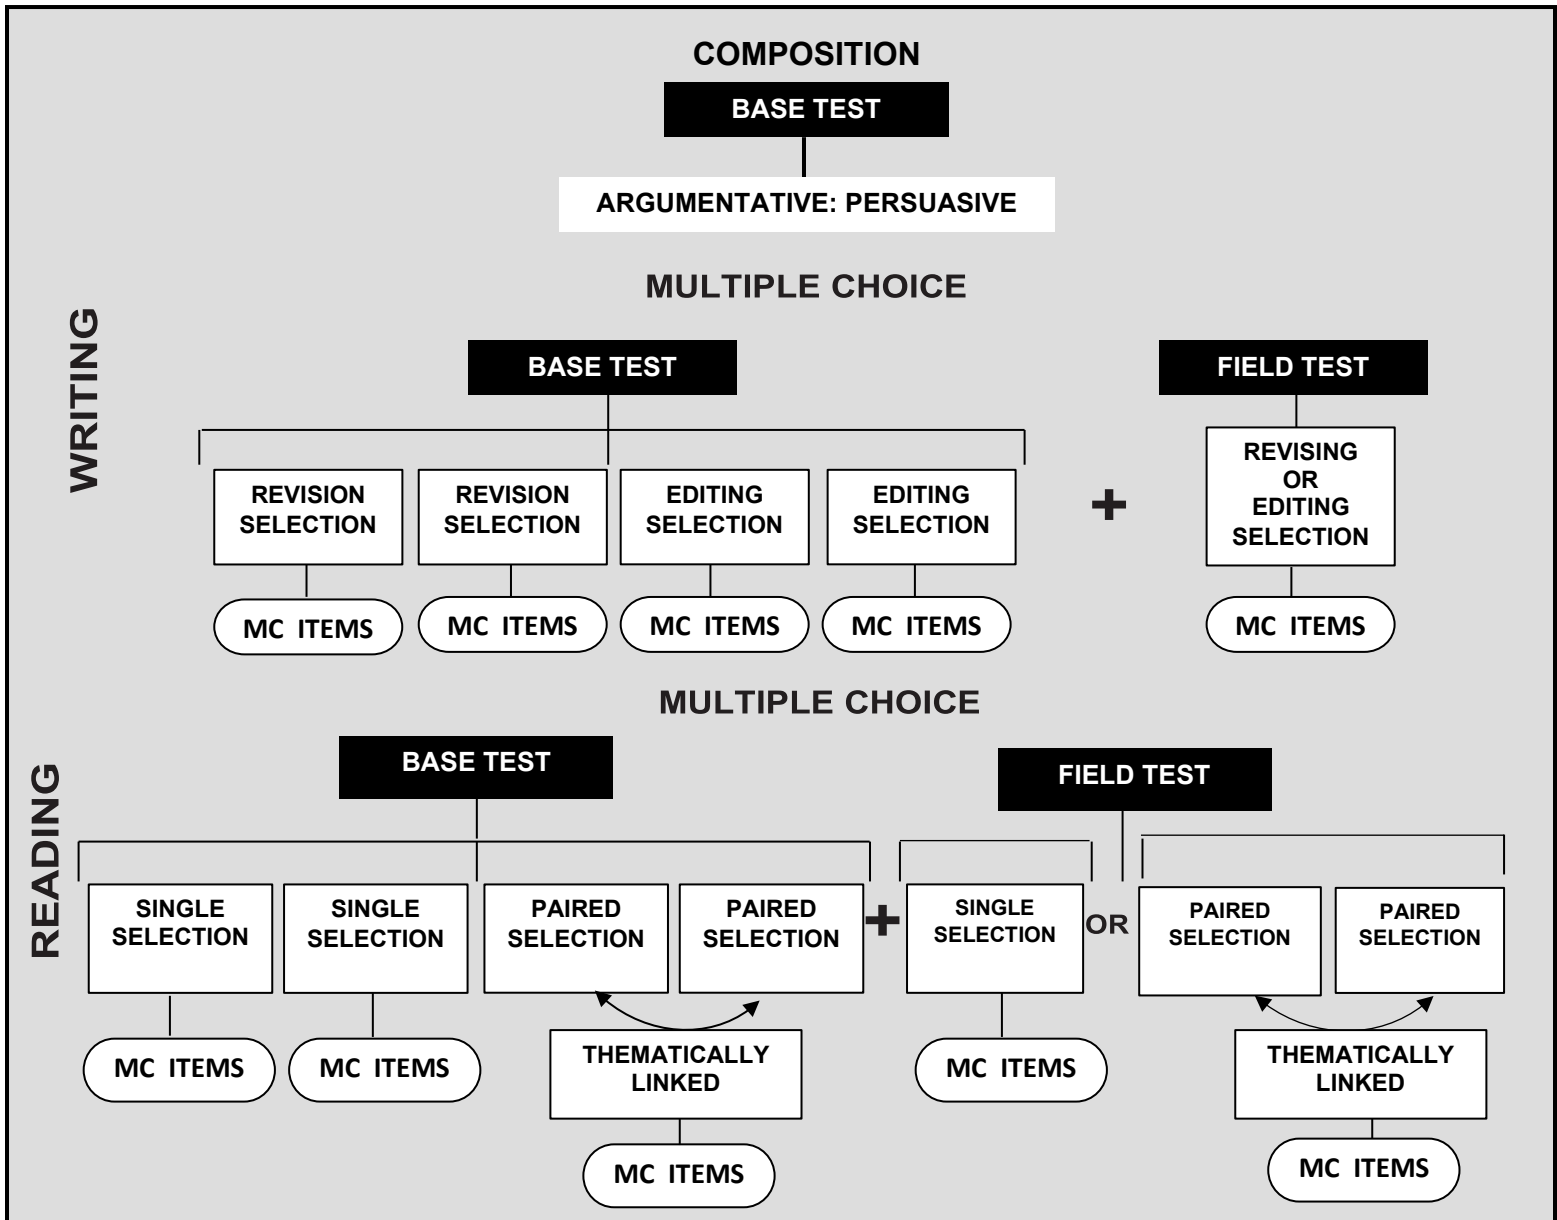 COMPOSITION
BASE TEST
ARGUMENTATIVE: PERSUASIVE
MULTIPLE CHOICE
WRITING
BASE TEST
FIELD TEST
REVISION
SELECTION
REVISION
SELECTION
EDITING
SELECTION
EDITING
SELECTION
+
REVISING
OR
EDITING
SELECTION
MC ITEMS
MC ITEMS
MC ITEMS
MC ITEMS
MC ITEMS
MULTIPLE CHOICE
READING
BASE TEST
FIELD TEST
SINGLE
SELECTION
SINGLE
SELECTION
PAIRED
SELECTION
PAIRED
SELECTION
+
SINGLE
SELECTION
OR
PAIRED
SELECTION
PAIRED
SELECTION
MC ITEMS
MC ITEMS
THEMATICALLY
LINKED
MC ITEMS
MC ITEMS
THEMATICALLY
LINKED
MC ITEMS